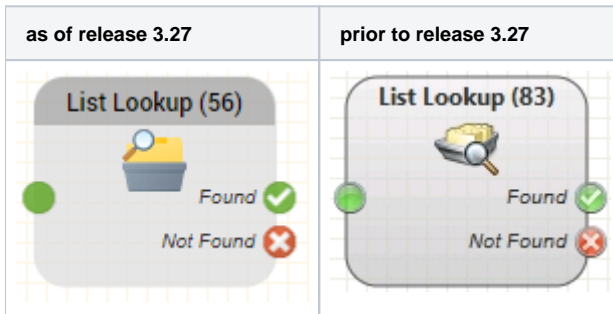 as of release 3.27
prior to release 3.27
List Lookup (56)
Found
Not Found
List Lookup (83)
Found
Not Found